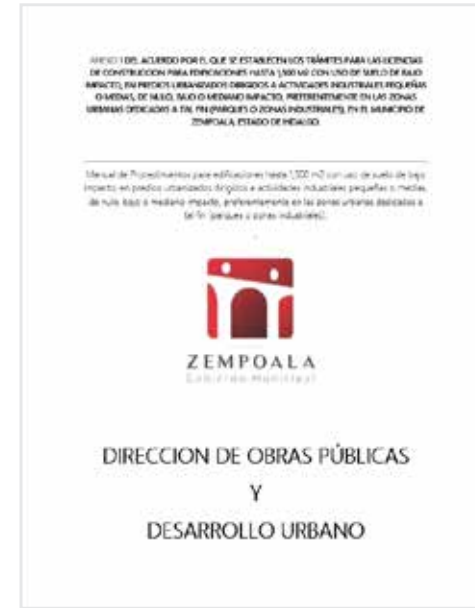 ANEXO 1 DEL ACUERDO POR EL QUE SE ESTABLECEN LOS TRÁMITES PARA LAS LICENCIAS
DE CONSTRUCCION PARA EDIFICACIONES HASTA 1,500 M2 CON USO DE SUELO DE BAJO
IMPACTO, EN PREDIOS URBANIZADOS DIRIGIDOS A ACTIVIDADES INDUSTRIALES PEQUEÑAS
O MEDIAS, DE NULO, BAJO O MEDIANO IMPACTO, PREFERENTEMENTE EN LAS ZONAS
URBANAS DEDICADAS A TAL FIN (PARQUES O ZONAS INDUSTRIALES), EN EL MUNICIPIO DE
ZEMPOALA, ESTADO DE HIDALGO
Manual de Procedimientos para edificaciones hasta 1,500 m2 con uso de suelo de bajo
impacto en predios urbanizados dirigidos a actividades industriales pequeñas o medias
de nulo, bajo o mediano impacto, preferentemente en las zonas urbanas dedicadas a
tal fin (parques o zonas industriales).
ZEMPOALA
Gobierno Municipal
DIRECCION DE OBRAS PÚBLICAS
Y
DESARROLLO URBANO